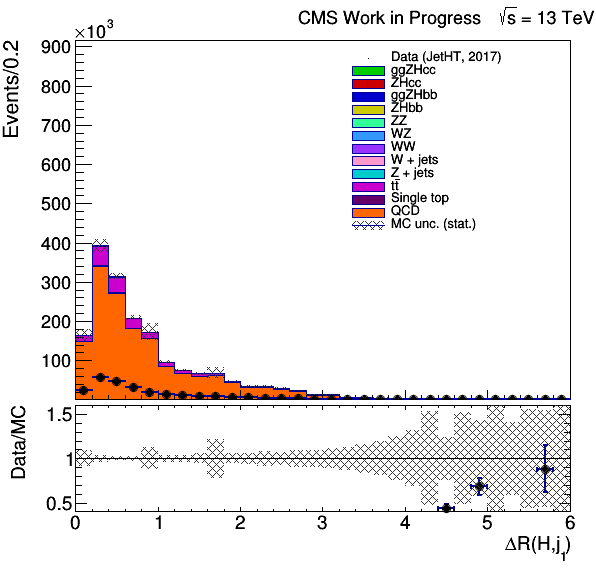 CMS Work in Progress √s = 13 TeV
×10³
Events/0.2
900
800
700
600
500
400
300
200
100
Data (JetHT, 2017)
ggZHcc
ZHcc
ggZHbb
ZHbb
ZZ
WZ
WW
W + jets
Z + jets
tt̄
Single top
QCD
MC unc. (stat.)
Data/MC
1.5
1
0.5
0 1 2 3 4 5 6
ΔR(H,j₁)